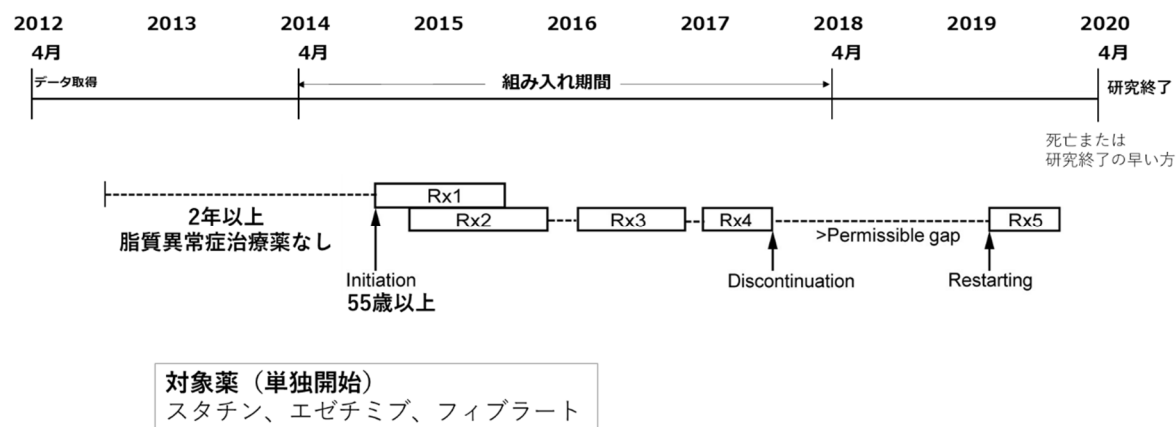 2012 2013 2014 2015 2016 2017 2018 2019 2020
4月 4月 4月 4月
データ取得
組み入れ期間
研究終了
死亡または
研究終了の早い方
Rx1
Rx2 Rx3 Rx4 Rx5
2年以上
脂質異常症治療薬なし
>Permissible gap
Initiation Discontinuation Restarting
55歳以上
対象薬(単独開始)
スタチン、エゼチミブ、フィブラート